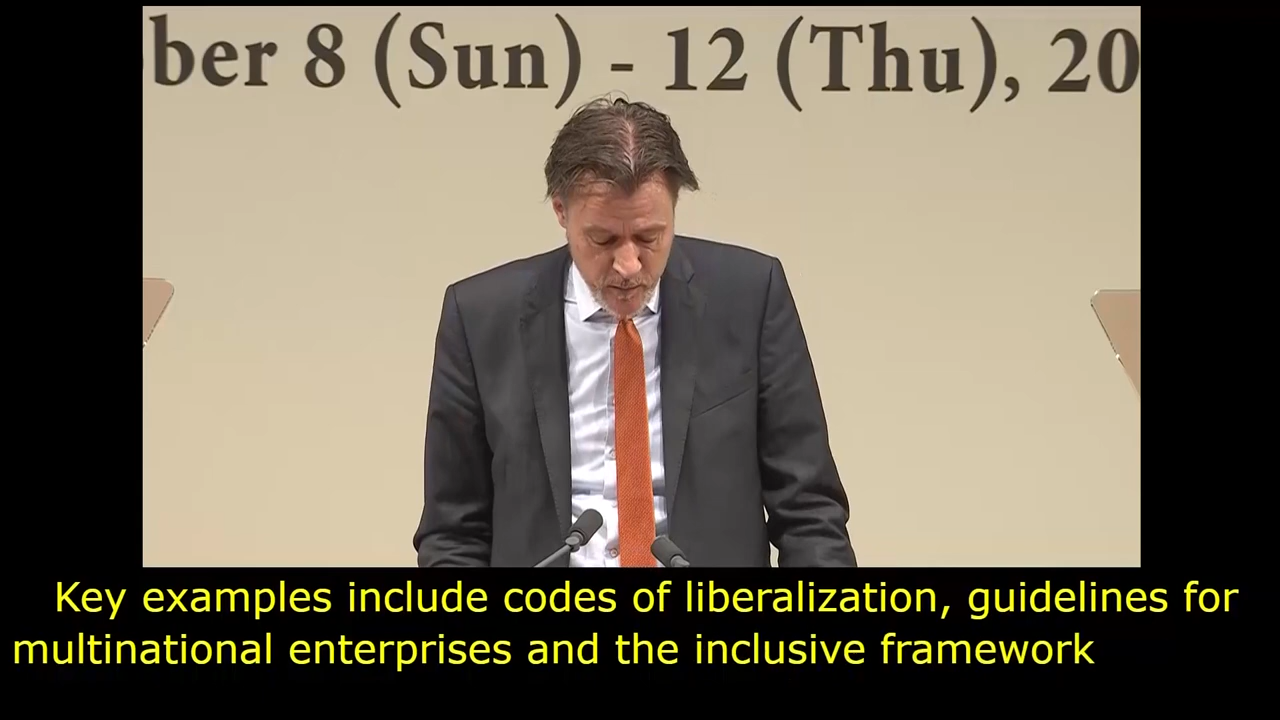 ber 8 (Sun) - 12 (Thu), 20
Key examples include codes of liberalization, guidelines for
multinational enterprises and the inclusive framework